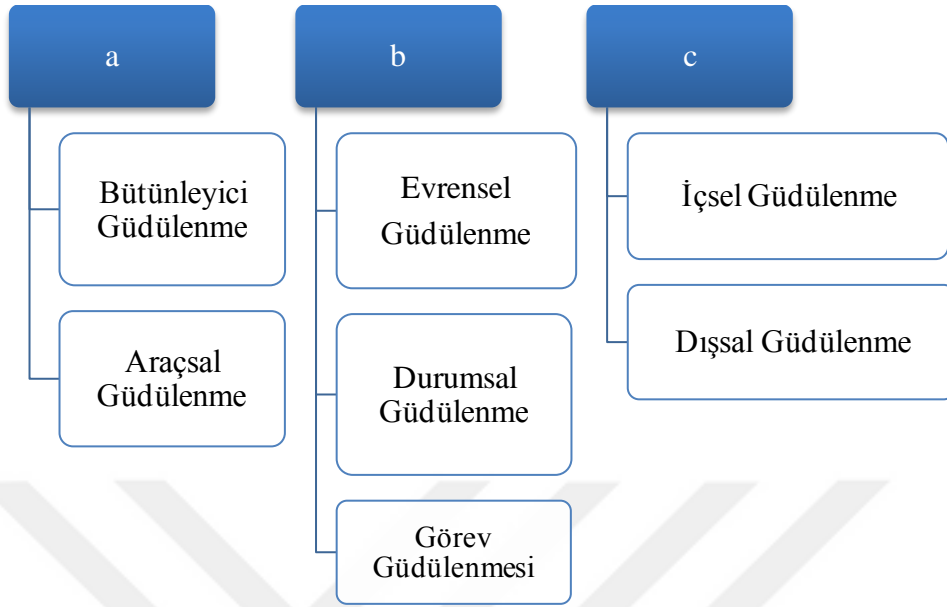 a
Bütünleyici
Güdülenme
Araçsal
Güdülenme
b
Evrensel
Güdülenme
Durumsal
Güdülenme
Görev
Güdülenmesi
c
İçsel Güdülenme
Dışsal Güdülenme